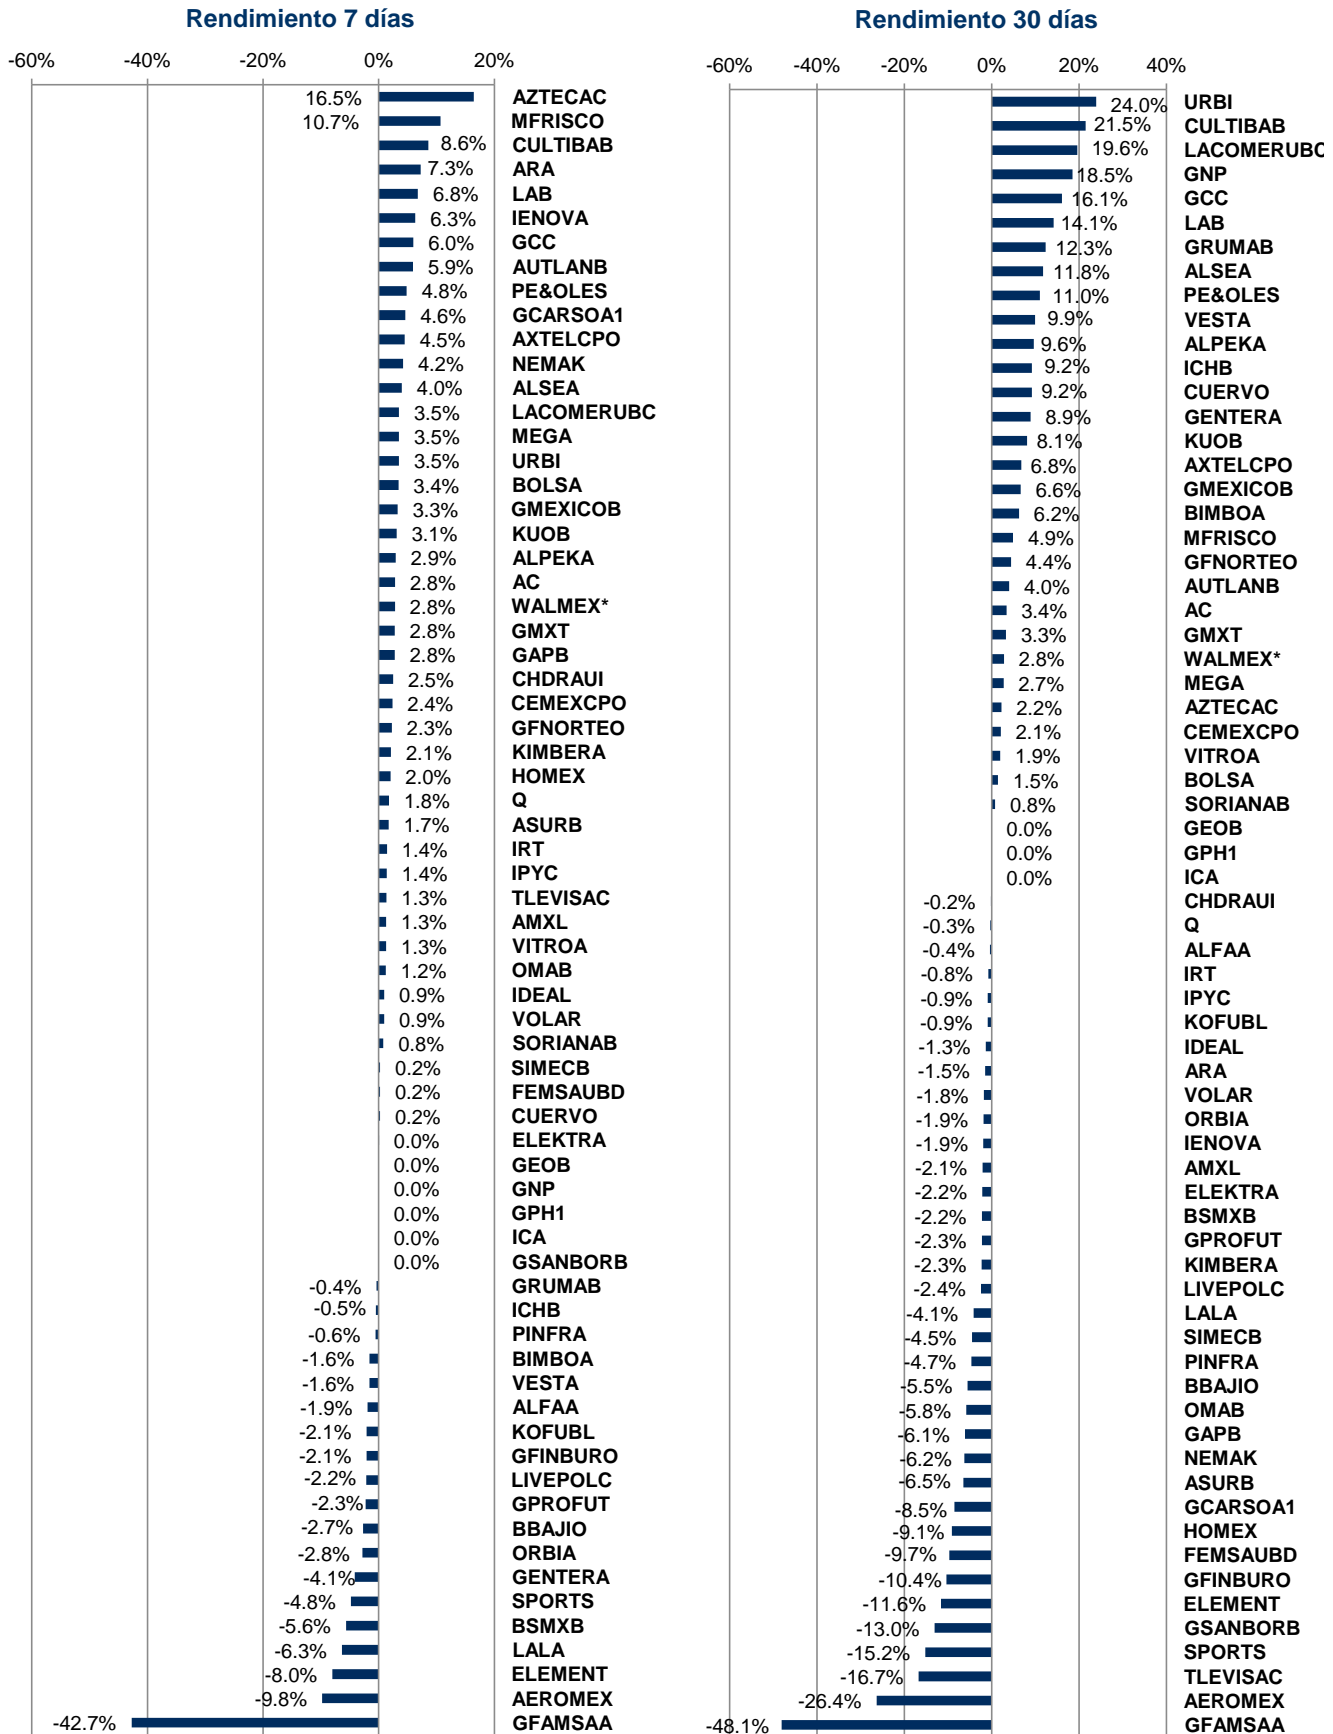 Rendimiento 7 días
-60% -40% -20% 0% 20%
16.5% AZTECAC
10.7% MFRISCO
8.6% CULTIBAB
7.3% ARA
6.8% LAB
6.3% IENOVA
6.0% GCC
5.9% AUTLANB
4.8% PE&OLES
4.6% GCARSOA1
4.5% AXTELCPO
4.2% NEMAK
4.0% ALSEA
3.5% LACOMERUBC
3.5% MEGA
3.5% URBI
3.4% BOLSA
3.3% GMEXICOB
3.1% KUOB
2.9% ALPEKA
2.8% AC
2.8% WALMEX*
2.8% GMXT
2.8% GAPB
2.5% CHDRAUI
2.4% CEMEXCPO
2.3% GFNORTEO
2.1% KIMBERA
2.0% HOMEX
1.8% Q
1.7% ASURB
1.4% IRT
1.4% IPYC
1.3% TLEVISAC
1.3% AMXL
1.3% VITROA
1.2% OMAB
0.9% IDEAL
0.9% VOLAR
0.8% SORIANAB
0.2% SIMECB
0.2% FEMSAUBD
0.2% CUERVO
0.0% ELEKTRA
0.0% GEOB
0.0% GNP
0.0% GPH1
0.0% ICA
0.0% GSANBORB
-0.4% GRUMAB
-0.5% ICHB
-0.6% PINFRA
-1.6% BIMBOA
-1.6% VESTA
-1.9% ALFAA
-2.1% KOFUBL
-2.1% GFINBURO
-2.2% LIVEPOLC
-2.3% GPROFUT
-2.7% BBAJIO
-2.8% ORBIA
-4.1% GENTERA
-4.8% SPORTS
-5.6% BSMXB
-6.3% LALA
-8.0% ELEMENT
-9.8% AEROMEX
-42.7% GFAMSAA
Rendimiento 30 días
-60% -40% -20% 0% 20% 40%
24.0% URBI
21.5% CULTIBAB
19.6% LACOMERUBC
18.5% GNP
16.1% GCC
14.1% LAB
12.3% GRUMAB
11.8% ALSEA
11.0% PE&OLES
9.9% VESTA
9.6% ALPEKA
9.2% ICHB
9.2% CUERVO
8.9% GENTERA
8.1% KUOB
6.8% AXTELCPO
6.6% GMEXICOB
6.2% BIMBOA
4.9% MFRISCO
4.4% GFNORTEO
4.0% AUTLANB
3.4% AC
3.3% GMXT
2.8% WALMEX*
2.7% MEGA
2.2% AZTECAC
2.1% CEMEXCPO
1.9% VITROA
1.5% BOLSA
0.8% SORIANAB
0.0% GEOB
0.0% GPH1
0.0% ICA
-0.2% CHDRAUI
-0.3% Q
-0.4% ALFAA
-0.8% IRT
-0.9% IPYC
-0.9% KOFUBL
-1.3% IDEAL
-1.5% ARA
-1.8% VOLAR
-1.9% ORBIA
-1.9% IENOVA
-2.1% AMXL
-2.2% ELEKTRA
-2.2% BSMXB
-2.3% GPROFUT
-2.3% KIMBERA
-2.4% LIVEPOLC
-4.1% LALA
-4.5% SIMECB
-4.7% PINFRA
-5.5% BBAJIO
-5.8% OMAB
-6.1% GAPB
-6.2% NEMAK
-6.5% ASURB
-8.5% GCARSOA1
-9.1% HOMEX
-9.7% FEMSAUBD
-10.4% GFINBURO
-11.6% ELEMENT
-13.0% GSANBORB
-15.2% SPORTS
-16.7% TLEVISAC
-26.4% AEROMEX
-48.1% GFAMSAA